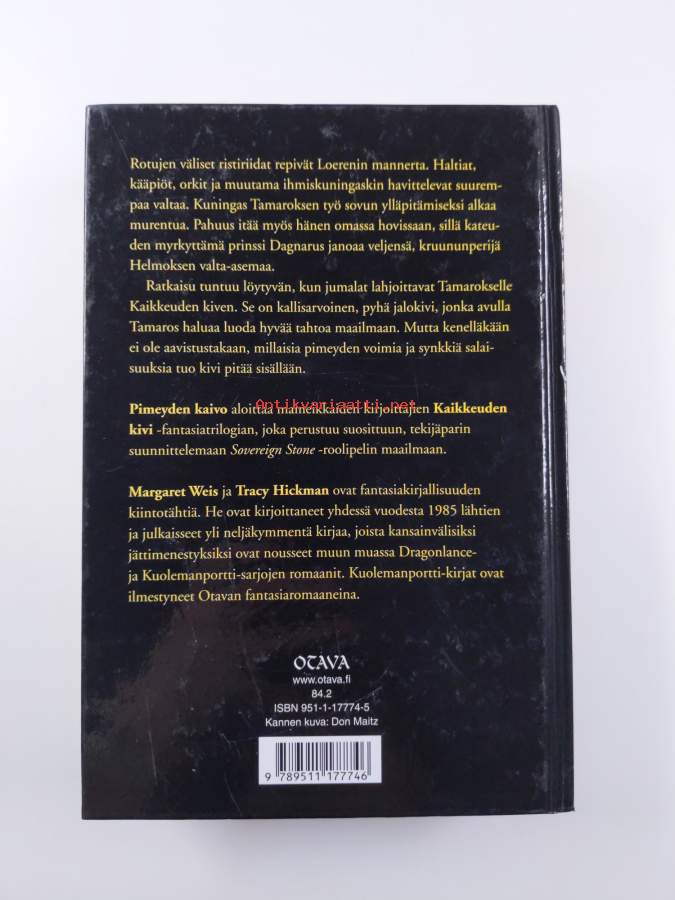 Rotujen väliset ristiriidat repivät Loerenin mannerta. Haltiat,
kääpiöt, orkit ja muutama ihmiskuningaskin havittelevat suurem-
paa valtaa. Kuningas Tamaroksen työ sovun ylläpitämiseksi alkaa
murentua. Pahuus itää myös hänen omassa hovissaan, sillä kateu-
den myrkyttämä prinssi Dagnarus janoaa veljensä, kruununperijä
Helmoksen valta-asemaa.
Ratkaisu tuntuu löytyvän, kun jumalat lahjoittavat Tamarokselle
Kaikkeuden kiven. Se on kallisarvoinen, pyhä jalokivi, jonka avulla
Tamaros haluaa luoda hyvää tahtoa maailmaan. Mutta kenelläkään
ei ole aavistustakaan, millaisia pimeyden voimia ja synkkiä salai-
suuksia tuo kivi pitää sisällään.
Antikvariaatti.net
Pimeyden kaivo aloittaa maineikkaiden kirjoittajien Kaikkeuden
kivi -fantasiatrilogian, joka perustuu suosittuun, tekijäparin
suunnittelemaan Sovereign Stone -roolipelin maailmaan.
Margaret Weis ja Tracy Hickman ovat fantasiakirjallisuuden
kiintotähtiä. He ovat kirjoittaneet yhdessä vuodesta 1985 lähtien
ja julkaisseet yli neljäkymmentä kirjaa, joista kansainvälisiksi
jättimenestyksiksi ovat nousseet muun muassa Dragonlance-
ja Kuolemanportti-sarjojen romaanit. Kuolemanportti-kirjat ovat
ilmestyneet Otavan fantasiaromaaneina.
OTAVA
www.otava.fi
84.2
ISBN 951-1-17774-5
Kannen kuva: Don Maitz
9 789511 177746